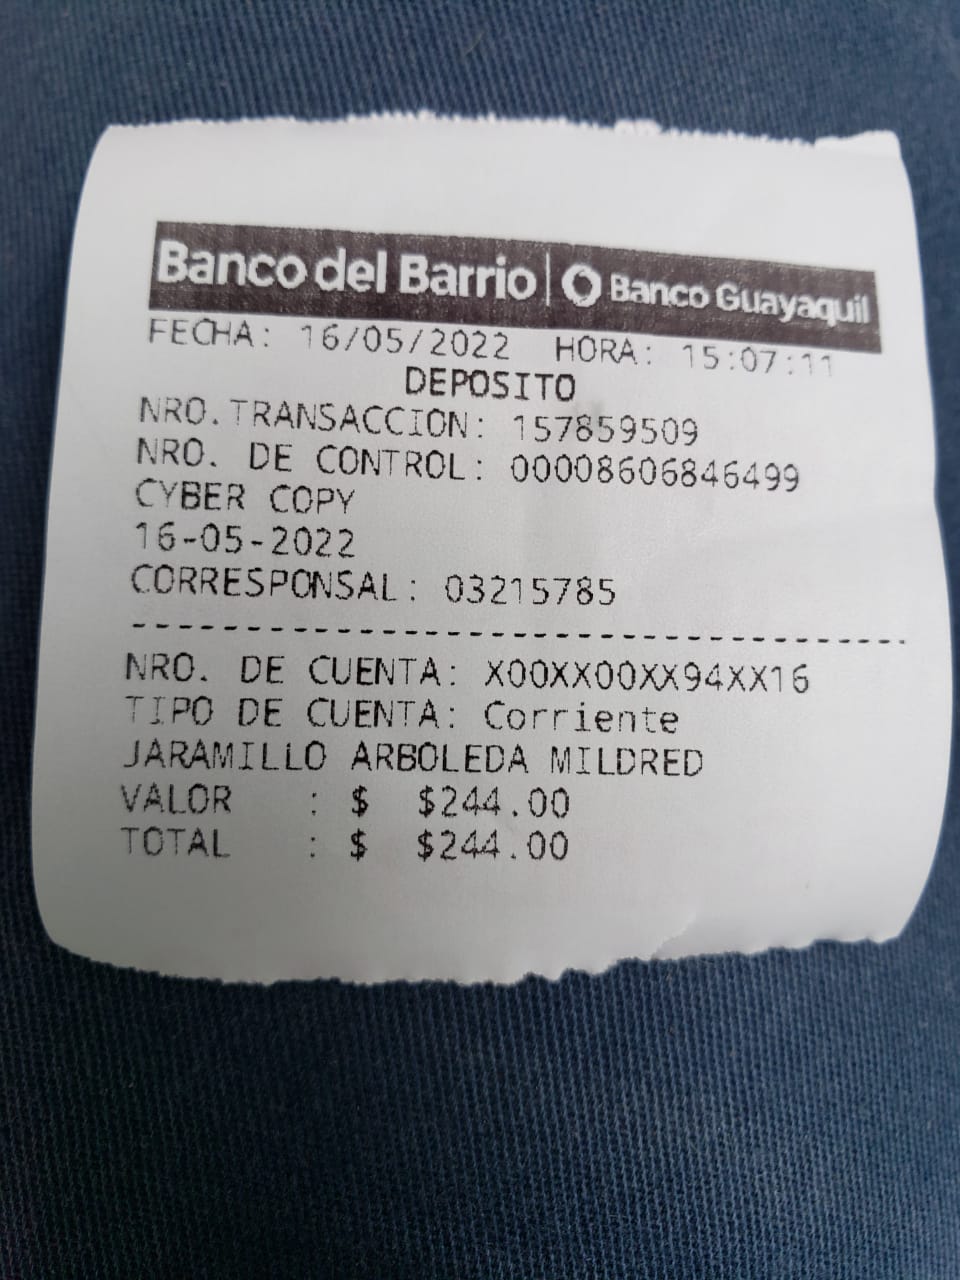 Banco del Barrio | Banco Guayaquil
FECHA: 16/05/2022 HORA: 15:07:11
DEPOSITO
NRO.TRANSACCION: 157859509
NRO. DE CONTROL: 00008606846499
CYBER COPY
16-05-2022
CORRESPONSAL: 03215785
----------------------------------------
NRO. DE CUENTA: X00XX00XX94XX16
TIPO DE CUENTA: Corriente
JARAMILLO ARBOLEDA MILDRED
VALOR : $ $244.00
TOTAL : $ $244.00